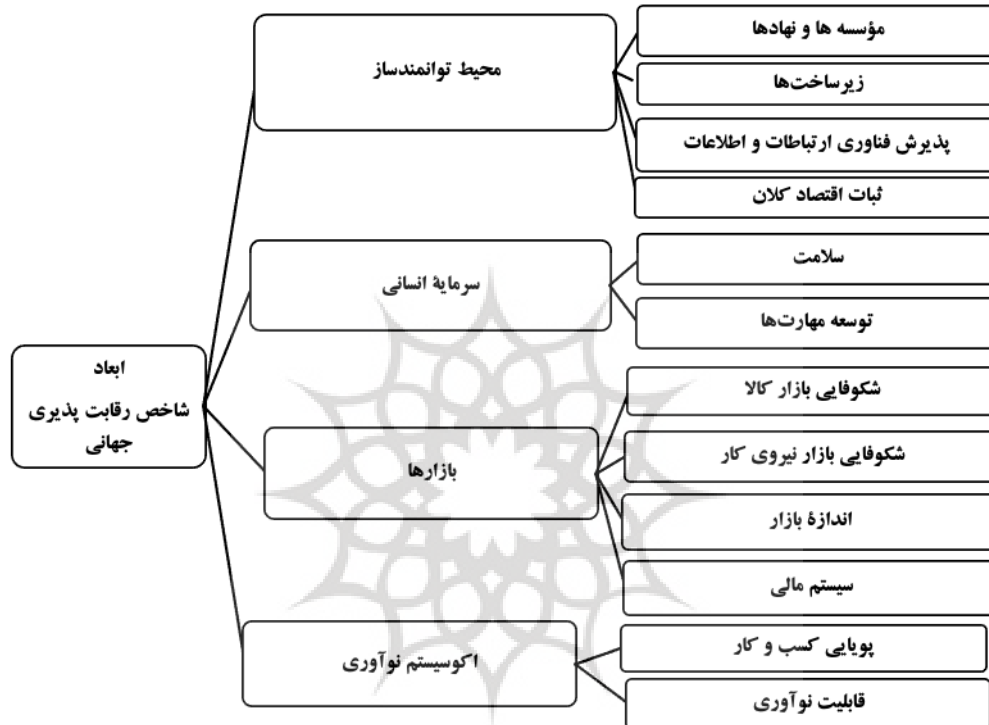 ابعاد
شاخص رقابت پذیری
جهانی
محیط توانمندساز
مؤسسه ها و نهادها
زیرساخت‌ها
پذیرش فناوری ارتباطات و اطلاعات
ثبات اقتصاد کلان
سرمایۀ انسانی
سلامت
توسعه مهارت‌ها
بازارها
شکوفایی بازار کالا
شکوفایی بازار نیروی کار
اندازۀ بازار
سیستم مالی
اکوسیستم نوآوری
پویایی کسب و کار
قابلیت نوآوری